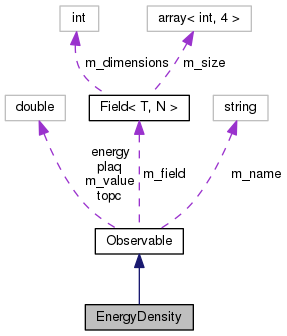 int
array< int, 4 >
m_dimensions
m_size
double
Field< T, N >
string
energy
plaq
m_value
topc
m_field
m_name
Observable
EnergyDensity